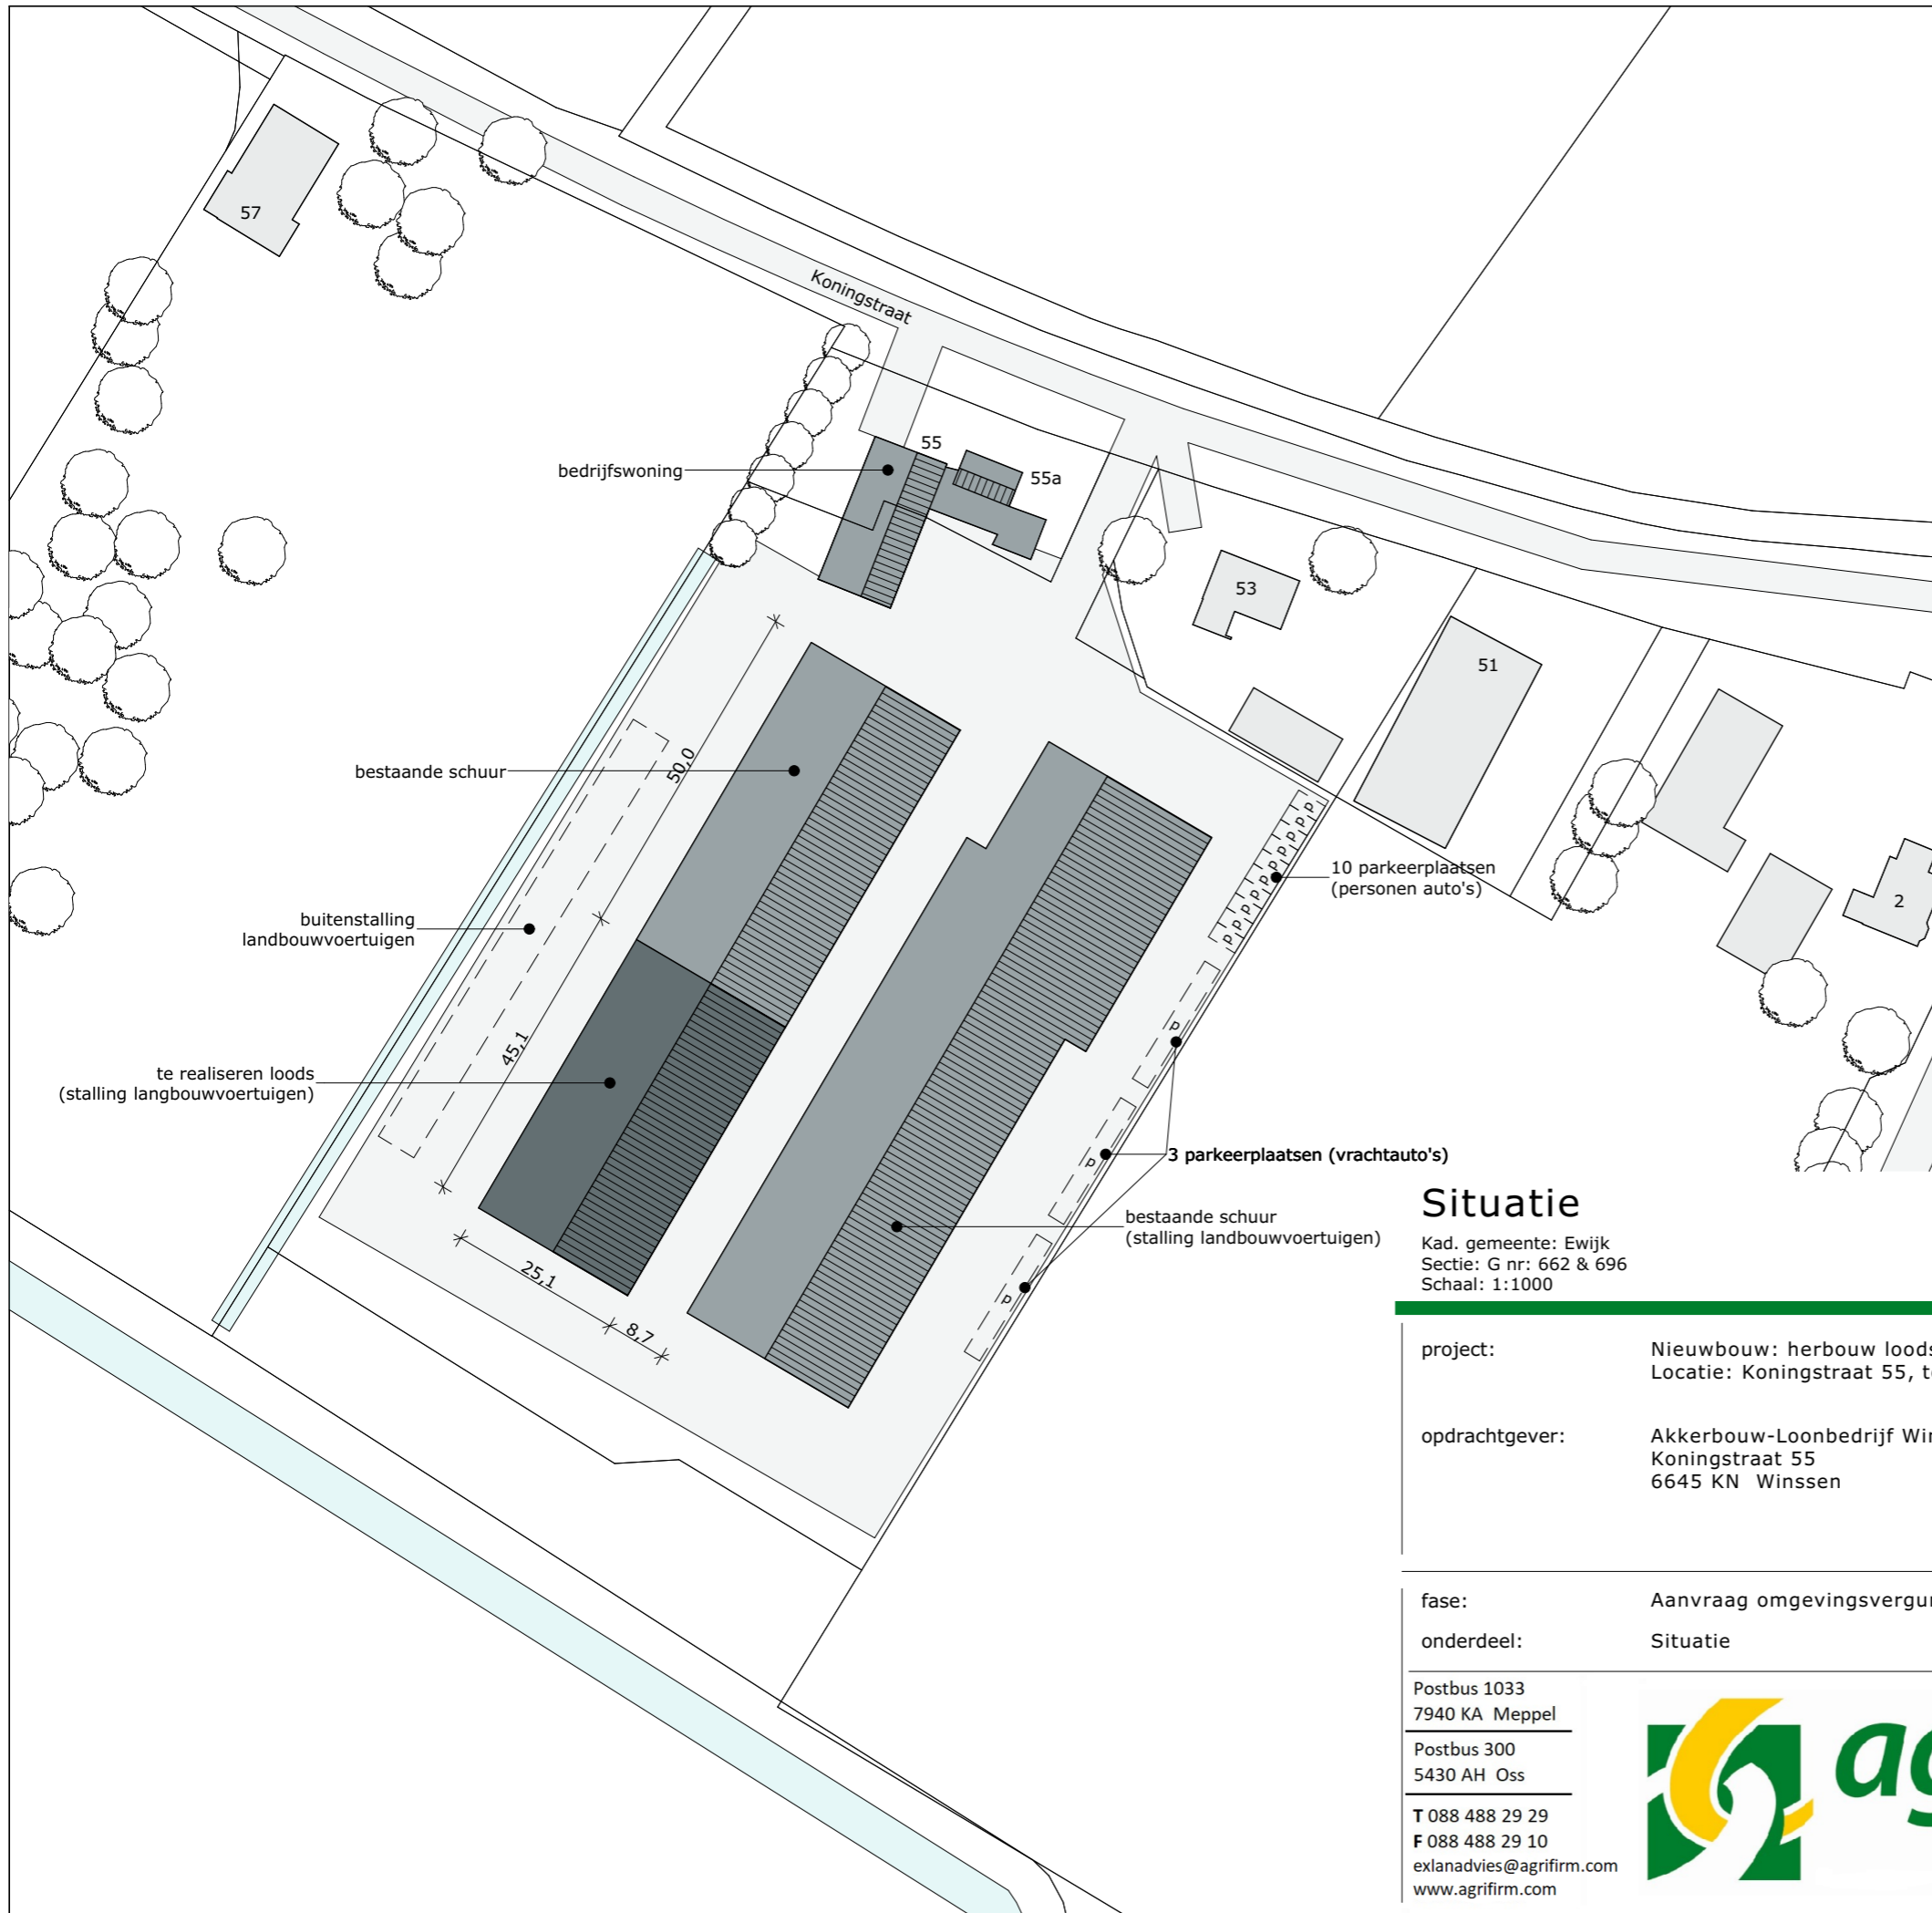 57
Koningstraat
bedrijfswoning
55
55a
53
51
2
bestaande schuur
50,0
10 parkeerplaatsen
(personen auto's)
P P P P P P P P P P
buitenstalling
landbouwvoertuigen
45,1
te realiseren loods
(stalling langbouwvoertuigen)
P
P
P
3 parkeerplaatsen (vrachtauto's)
bestaande schuur
(stalling landbouwvoertuigen)
25,1
8,7
Situatie
Kad. gemeente: Ewijk
Sectie: G nr: 662 & 696
Schaal: 1:1000
project: Nieuwbouw: herbouw loods
Locatie: Koningstraat 55,
opdrachtgever: Akkerbouw-Loonbedrijf
Koningstraat 55
6645 KN Winssen
fase: Aanvraag
onderdeel: Situatie
Postbus 1033
7940 KA Meppel
Postbus 300
5430 AH Oss
T 088 488 29 29
F 088 488 29 10
exlanadvies@agrifirm.com
www.agrifirm.com